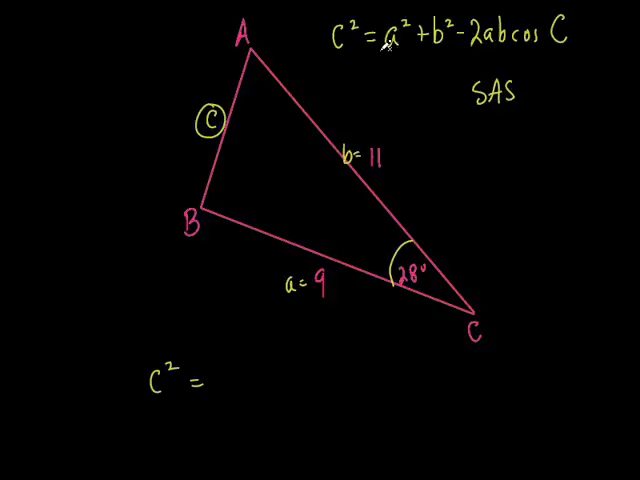 A
c² = a² + b² - 2ab cos C
SAS
c
b = 11
B
28°
a = 9
C
c² =